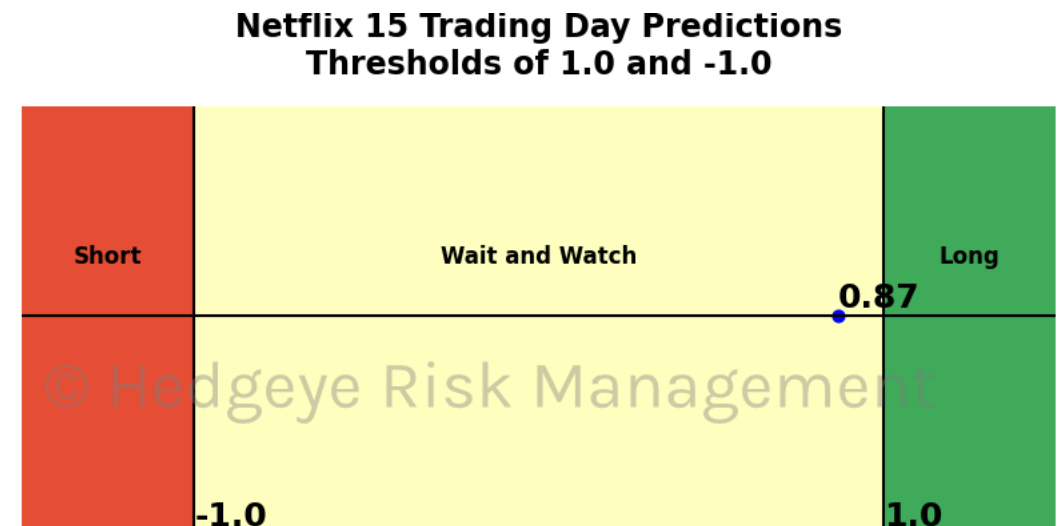 Netflix 15 Trading Day Predictions
Thresholds of 1.0 and -1.0
Short
Wait and Watch
Long
0.87
© Hedgeye Risk Management
-1.0
1.0